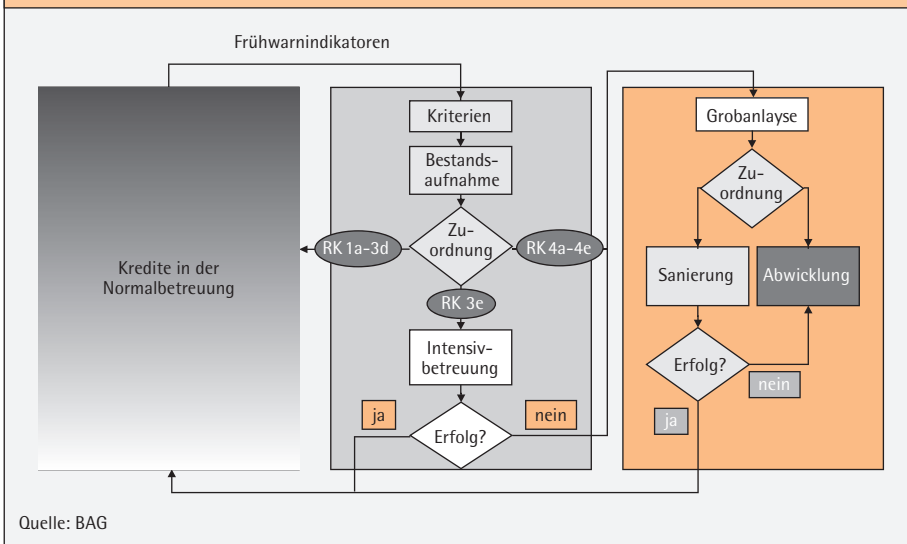 Frühwarnindikatoren
Kredite in der
Normalbetreuung
Kriterien
Bestands-
aufnahme
Zu-
ordnung
RK 1a-3d
RK 4a-4e
RK 3e
Intensiv-
betreuung
ja
nein
Erfolg?
Grobanlayse
Zu-
ordnung
Sanierung
Abwicklung
Erfolg?
nein
ja
Quelle: BAG